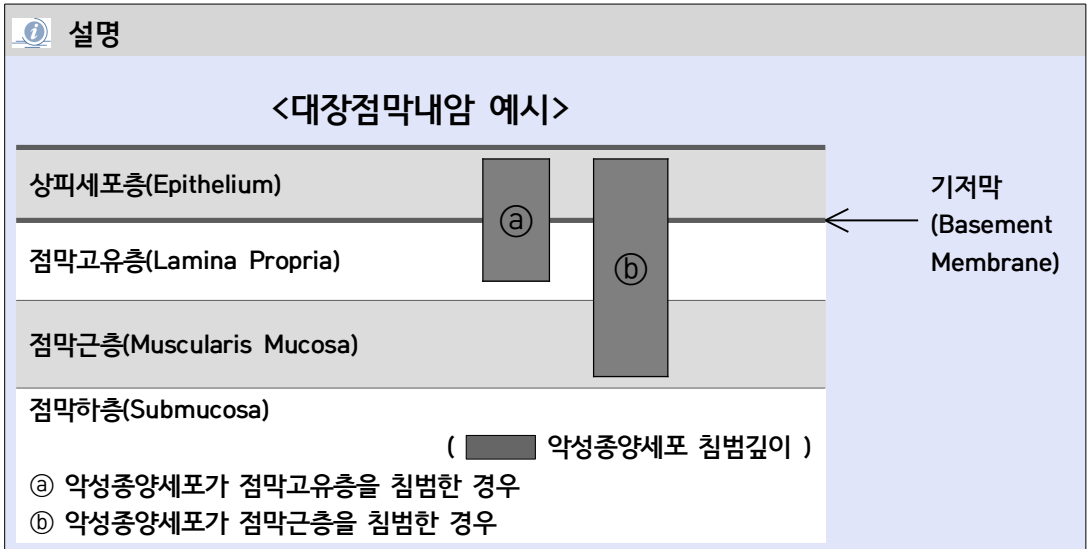 설명
<대장점막내암 예시>
상피세포층(Epithelium)
기저막
(Basement
Membrane)
ⓐ
점막고유층(Lamina Propria)
ⓑ
점막근층(Muscularis Mucosa)
점막하층(Submucosa)
( 악성종양세포 침범깊이 )
ⓐ 악성종양세포가 점막고유층을 침범한 경우
ⓑ 악성종양세포가 점막근층을 침범한 경우